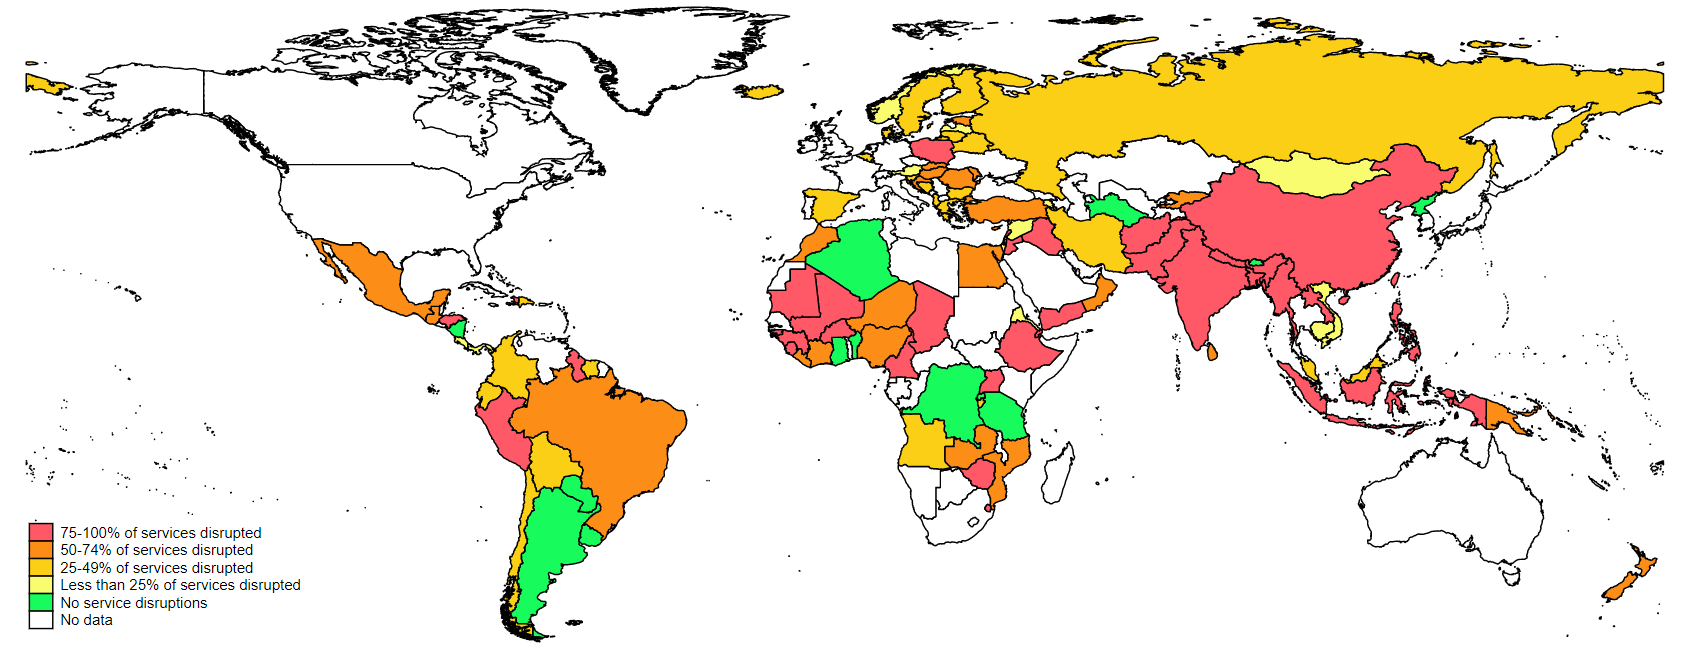 75-100% of services disrupted
50-74% of services disrupted
25-49% of services disrupted
Less than 25% of services disrupted
No service disruptions
No data